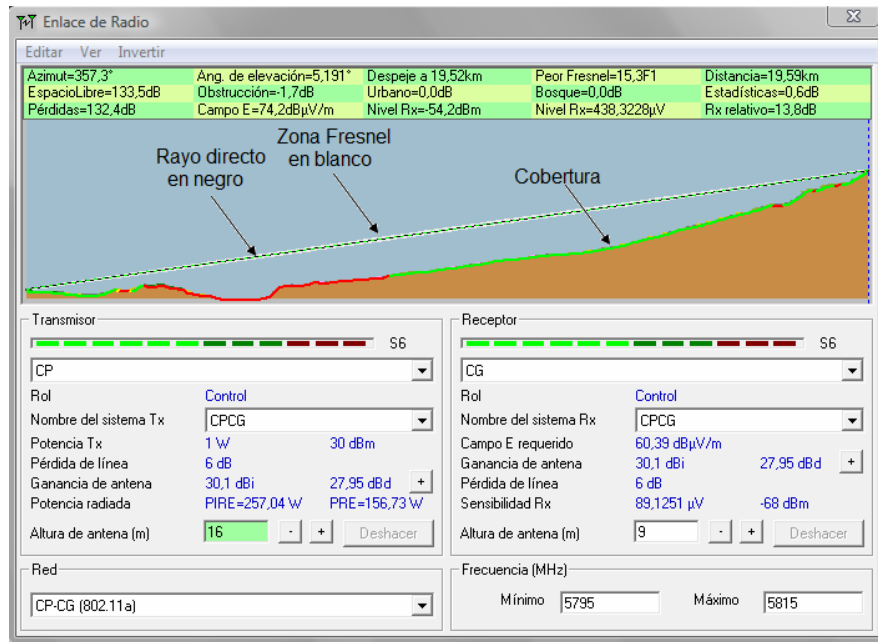 Enlace de Radio
Editar Ver Invertir
Azimut=357,3° Ang. de elevación=5,191° Despeje a 19,52km Peor Fresnel=15,3F1 Distancia=19,59km
EspacioLibre=133,5dB Obstrucción=-1,7dB Urbano=0,0dB Bosque=0,0dB Estadísticas=0,6dB
Pérdidas=132,4dB Campo E=74,2dBµV/m Nivel Rx=-54,2dBm Nivel Rx=438,3228µV Rx relativo=13,8dB
Rayo directo
en negro
Zona Fresnel
en blanco
Cobertura
Transmisor
S6
CP
Rol Control
Nombre del sistema Tx CPCG
Potencia Tx 1 W 30 dBm
Pérdida de línea 6 dB
Ganancia de antena 30,1 dBi 27,95 dBd +
Potencia radiada PIRE=257,04 W PRE=156,73 W
Altura de antena (m) 16 - + Deshacer
Receptor
S6
CG
Rol Control
Nombre del sistema Rx CPCG
Campo E requerido 60,39 dBµV/m
Ganancia de antena 30,1 dBi 27,95 dBd +
Pérdida de línea 6 dB
Sensibilidad Rx 89,1251 µV -68 dBm
Altura de antena (m) 9 - + Deshacer
Red
CP-CG (802.11a)
Frecuencia (MHz)
Mínimo 5795 Máximo 5815